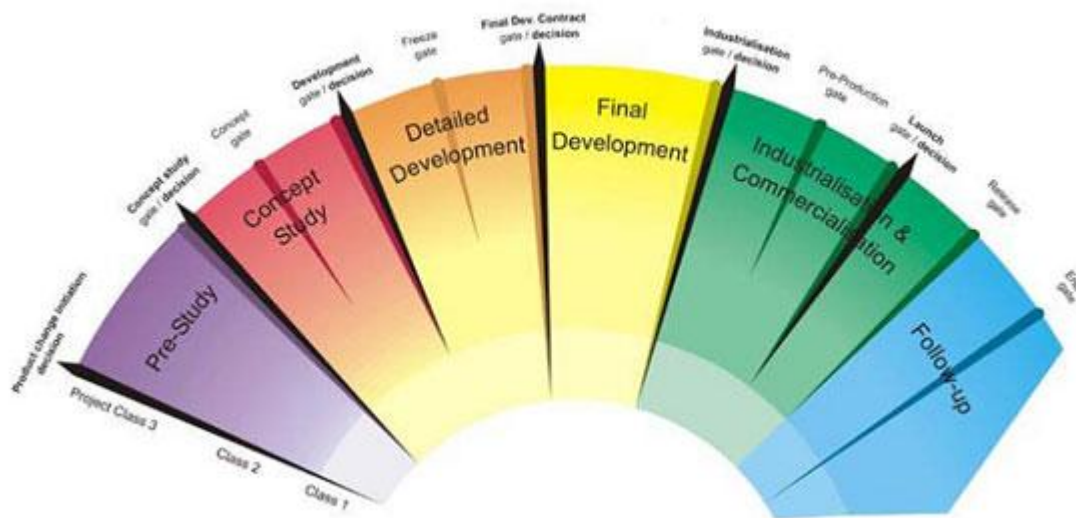 Product change initiation
decision
Project Class 3
Class 2
Class 1
Pre-Study
Concept study
gate / decision
Concept
gate
Concept
Study
Development
gate / decision
Freeza
gate
Detailed
Development
Final Dev. Contract
gate / decision
Final
Development
Industrialisation
gate / decision
Pre-Production
gate
Industrialisation &
Commercialisation
Launch
gate / decision
Release
gate
Follow-up
gate